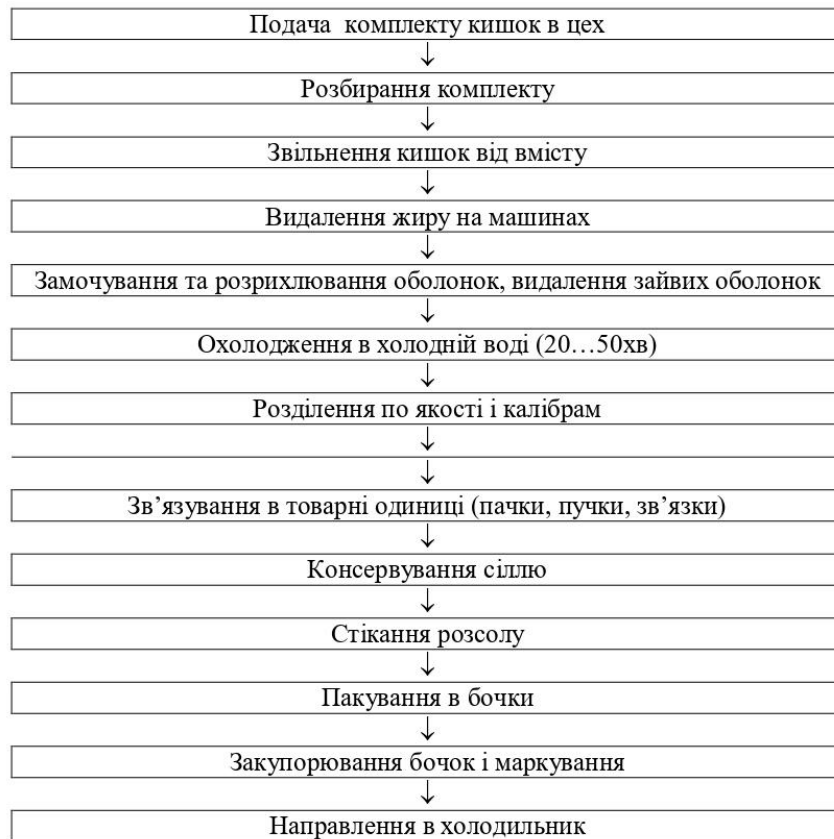 Подача комплекту кишок в цех
↓
Розбирання комплекту
↓
Звільнення кишок від вмісту
↓
Видалення жиру на машинах
↓
Замочування та розрихлювання оболонок, видалення зайвих оболонок
↓
Охолодження в холодній воді (20…50хв)
↓
Розділення по якості і калібрам
↓
↓
Зв’язування в товарні одиниці (пачки, пучки, зв’язки)
↓
Консервування сіллю
↓
Стікання розсолу
↓
Пакування в бочки
↓
Закупорювання бочок і маркування
↓
Направлення в холодильник